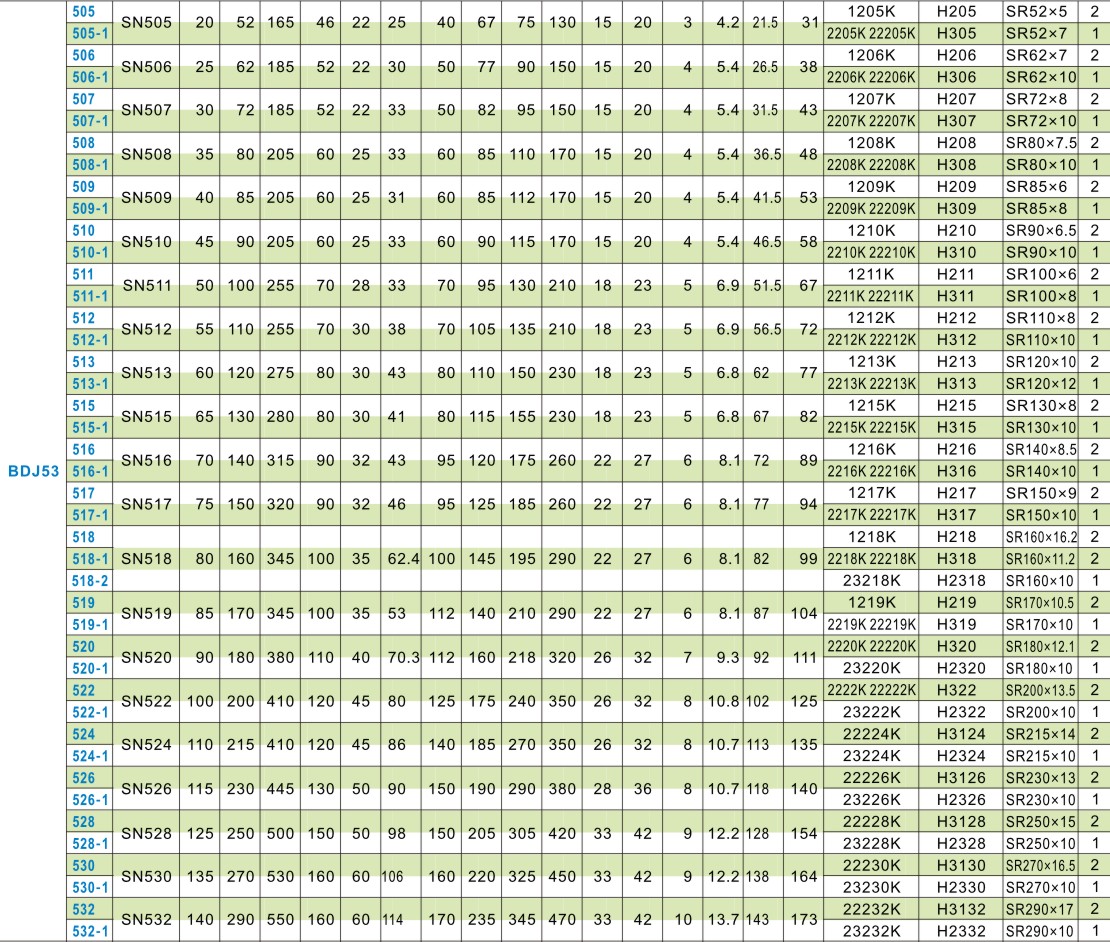 505 SN505 20 52 165 46 22 25 40 67 75 130 15 20 3 4.2 21.5 31 1205K H205 SR52×5 2
505-1 2205K 22205K H305 SR52×7 1
506 SN506 25 62 185 52 22 30 50 77 90 150 15 20 4 5.4 26.5 38 1206K H206 SR62×7 2
506-1 2206K 22206K H306 SR62×10 1
507 SN507 30 72 185 52 22 33 50 82 95 150 15 20 4 5.4 31.5 43 1207K H207 SR72×8 2
507-1 2207K 22207K H307 SR72×10 1
508 SN508 35 80 205 60 25 33 60 85 110 170 15 20 4 5.4 36.5 48 1208K H208 SR80×7.5 2
508-1 2208K 22208K H308 SR80×10 1
509 SN509 40 85 205 60 25 31 60 85 112 170 15 20 4 5.4 41.5 53 1209K H209 SR85×6 2
509-1 2209K 22209K H309 SR85×8 1
510 SN510 45 90 205 60 25 33 60 90 115 170 15 20 4 5.4 46.5 58 1210K H210 SR90×6.5 2
510-1 2210K 22210K H310 SR90×10 1
511 SN511 50 100 255 70 28 33 70 95 130 210 18 23 5 6.9 51.5 67 1211K H211 SR100×6 2
511-1 2211K 22211K H311 SR100×8 1
512 SN512 55 110 255 70 30 38 70 105 135 210 18 23 5 6.9 56.5 72 1212K H212 SR110×8 2
512-1 2212K 22212K H312 SR110×10 1
513 SN513 60 120 275 80 30 43 80 110 150 230 18 23 5 6.8 62 77 1213K H213 SR120×10 2
513-1 2213K 22213K H313 SR120×12 1
515 SN515 65 130 280 80 30 41 80 115 155 230 18 23 5 6.8 67 82 1215K H215 SR130×8 2
515-1 2215K 22215K H315 SR130×10 1
516 SN516 70 140 315 90 32 43 95 120 175 260 22 27 6 8.1 72 89 1216K H216 SR140×8.5 2
BDJ53 516-1 2216K 22216K H316 SR140×10 1
517 SN517 75 150 320 90 32 46 95 125 185 260 22 27 6 8.1 77 94 1217K H217 SR150×9 2
517-1 2217K 22217K H317 SR150×10 1
518 1218K H218 SR160×16.2 2
518-1 SN518 80 160 345 100 35 62.4 100 145 195 290 22 27 6 8.1 82 99 2218K 22218K H318 SR160×11.2 2
518-2 23218K H2318 SR160×10 1
519 SN519 85 170 345 100 35 53 112 140 210 290 22 27 6 8.1 87 104 1219K H219 SR170×10.5 2
519-1 2219K 22219K H319 SR170×10 1
520 SN520 90 180 380 110 40 70.3 112 160 218 320 26 32 7 9.3 92 111 2220K 22220K H320 SR180×12.1 2
520-1 23220K H2320 SR180×10 1
522 SN522 100 200 410 120 45 80 125 175 240 350 26 32 8 10.8 102 125 2222K 22222K H322 SR200×13.5 2
522-1 23222K H2322 SR200×10 1
524 SN524 110 215 410 120 45 86 140 185 270 350 26 32 8 10.7 113 135 22224K H3124 SR215×14 2
524-1 23224K H2324 SR215×10 1
526 SN526 115 230 445 130 50 90 150 190 290 380 28 36 8 10.7 118 140 22226K H3126 SR230×13 2
526-1 23226K H2326 SR230×10 1
528 SN528 125 250 500 150 50 98 150 205 305 420 33 42 9 12.2 128 154 22228K H3128 SR250×15 2
528-1 23228K H2328 SR250×10 1
530 SN530 135 270 530 160 60 106 160 220 325 450 33 42 9 12.2 138 164 22230K H3130 SR270×16.5 2
530-1 23230K H2330 SR270×10 1
532 SN532 140 290 550 160 60 114 170 235 345 470 33 42 10 13.7 143 173 22232K H3132 SR290×17 2
532-1 23232K H2332 SR290×10 1